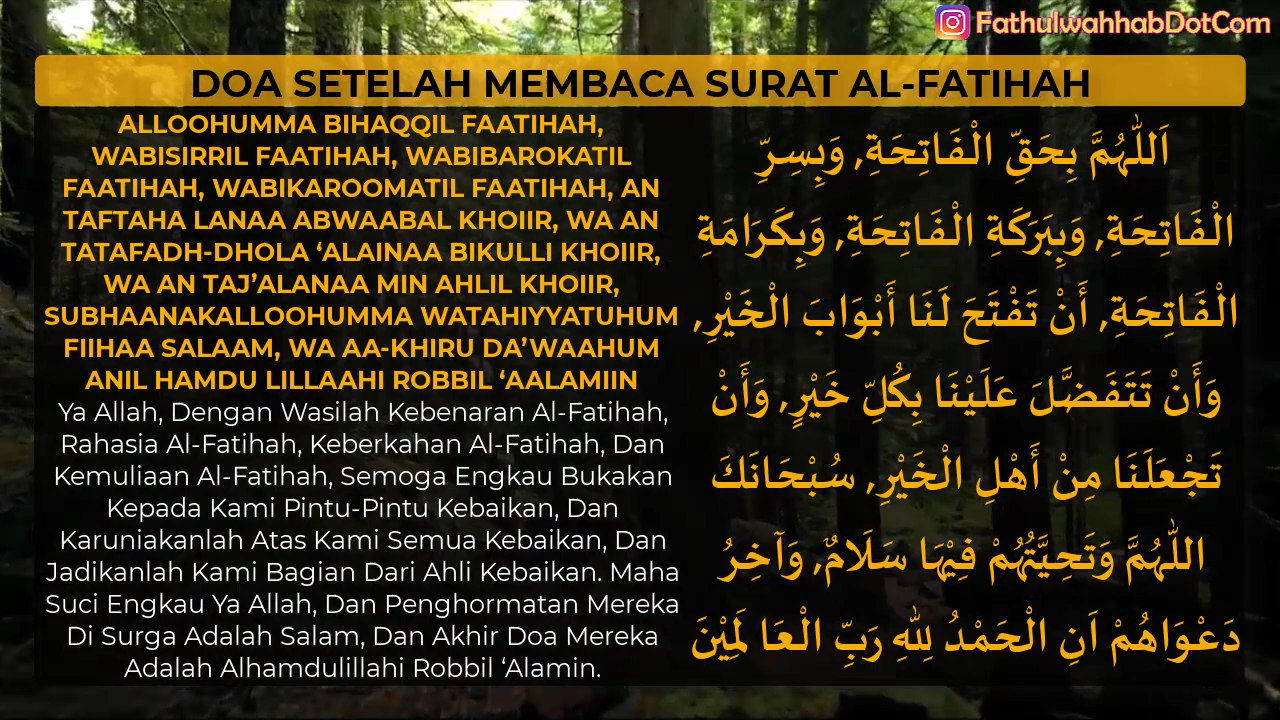 FathulwahhabDotCom
DOA SETELAH MEMBACA SURAT AL-FATIHAH
ALLOOHUMMA BIHAQQIL FAATIHAH,
WABISIRRIL FAATIHAH, WABIBAROKATIL
FAATIHAH, WABIKAROOMATIL FAATIHAH, AN
TAFTAHA LANAA ABWAABAL KHOIIR, WA AN
TATAFADH-DHOLA ‘ALAINAA BIKULLI KHOIIR,
WA AN TAJ’ALANAA MIN AHLIL KHOIIR,
SUBHAANAKALLOOHUMMA WATAHIYYATUHUM
FIIHAA SALAAM, WA AA-KHIRU DA’WAAHUM
ANIL HAMDU LILLAAHI ROBBIL ‘AALAMIIN
Ya Allah, Dengan Wasilah Kebenaran Al-Fatihah,
Rahasia Al-Fatihah, Keberkahan Al-Fatihah, Dan
Kemuliaan Al-Fatihah, Semoga Engkau Bukakan
Kepada Kami Pintu-Pintu Kebaikan, Dan
Karuniakanlah Atas Kami Semua Kebaikan, Dan
Jadikanlah Kami Bagian Dari Ahli Kebaikan. Maha
Suci Engkau Ya Allah, Dan Penghormatan Mereka
Di Surga Adalah Salam, Dan Akhir Doa Mereka
Adalah Alhamdulillahi Robbil ‘Alamin.
اَللّٰهُمَّ بِحَقِّ الْفَاتِحَةِ, وَبِسِرِّ
الْفَاتِحَةِ, وَبِبَرَكَةِ الْفَاتِحَةِ, وَبِكَرَامَةِ
الْفَاتِحَةِ, أَنْ تَفْتَحَ لَنَا أَبْوَابَ الْخَيْرِ,
وَأَنْ تَتَفَضَّلَ عَلَيْنَا بِكُلِّ خَيْرٍ, وَأَنْ
تَجْعَلَنَا مِنْ أَهْلِ الْخَيْرِ, سُبْحَانَكَ
اللّٰهُمَّ وَتَحِيَّتُهُمْ فِيْهَا سَلَامٌ, وَآخِرُ
دَعْوَاهُمْ اَنِ الْحَمْدُ لِلّٰهِ رَبِّ الْعَا لَمِيْنَ